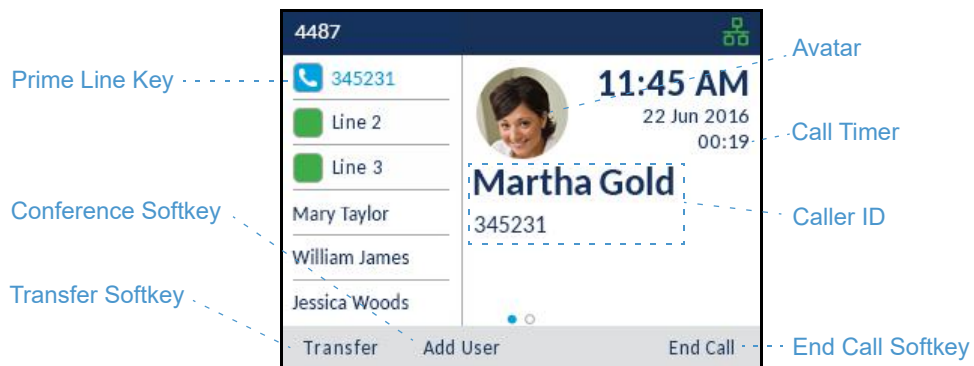 4487
Avatar
Prime Line Key
345231
11:45 AM
Line 2
22 Jun 2016
Call Timer
00:19
Line 3
Martha Gold
Conference Softkey
Mary Taylor
345231
Caller ID
William James
Transfer Softkey
Jessica Woods
Transfer
Add User
End Call
End Call Softkey